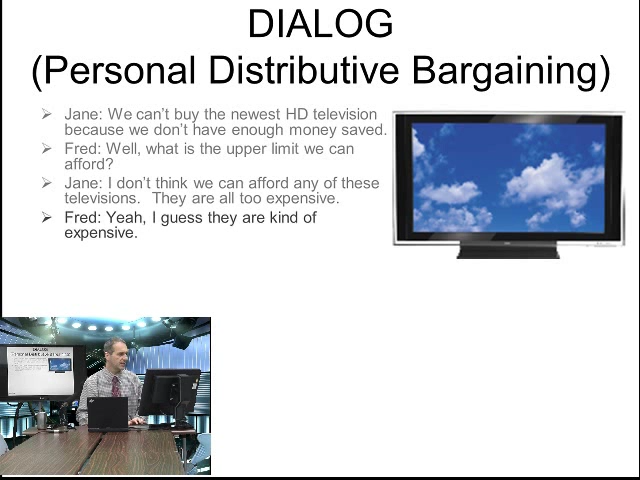 DIALOG
(Personal Distributive Bargaining)
➢ Jane: We can’t buy the newest HD television
because we don’t have enough money saved.
➢ Fred: Well, what is the upper limit we can
afford?
➢ Jane: I don’t think we can afford any of these
televisions.  They are all too expensive.
➢ Fred: Yeah, I guess they are kind of
expensive.
DIALOG